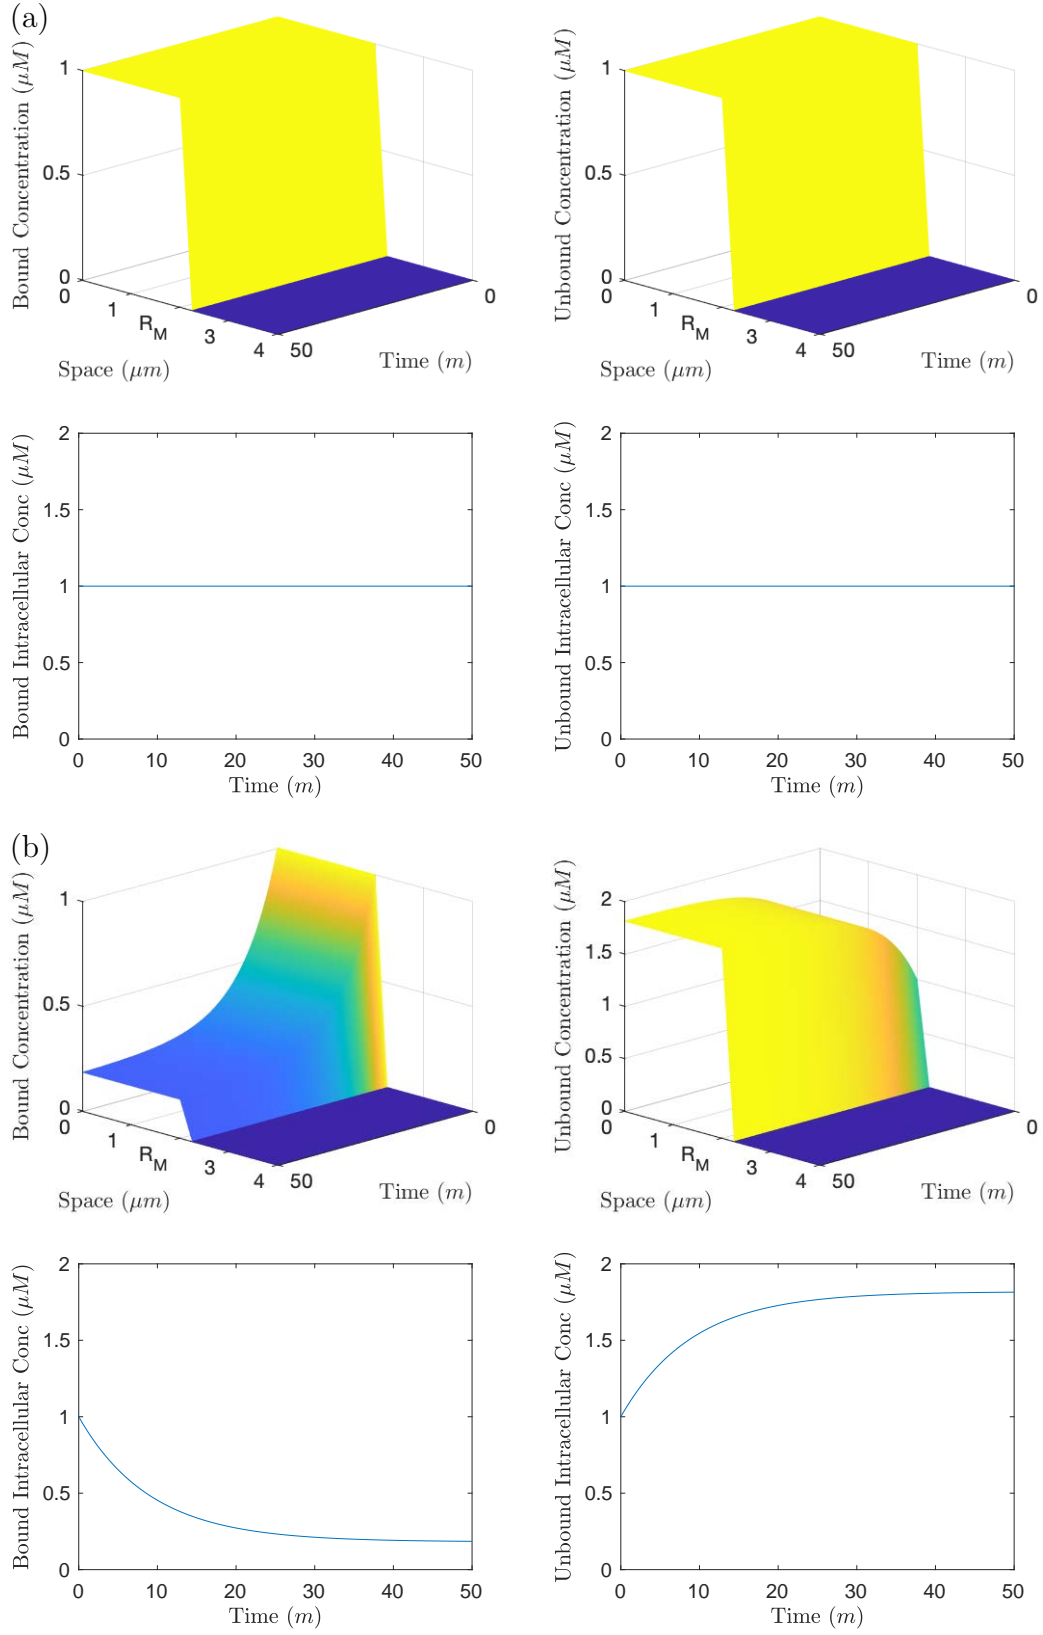 (a)
Bound Concentration (μM)
1
0.5
0
0
1
R_M
3
4
50
0
Space (μm)
Time (m)
Unbound Concentration (μM)
1
0.5
0
0
1
R_M
3
4
50
0
Space (μm)
Time (m)
Bound Intracellular Conc (μM)
2
1.5
1
0.5
0
0 10 20 30 40 50
Time (m)
Unbound Intracellular Conc (μM)
2
1.5
1
0.5
0
0 10 20 30 40 50
Time (m)
(b)
Bound Concentration (μM)
1
0.5
0
0
1
R_M
3
4
50
0
Space (μm)
Time (m)
Unbound Concentration (μM)
2
1.5
1
0.5
0
0
1
R_M
3
4
50
0
Space (μm)
Time (m)
Bound Intracellular Conc (μM)
2
1.5
1
0.5
0
0 10 20 30 40 50
Time (m)
Unbound Intracellular Conc (μM)
2
1.5
1
0.5
0
0 10 20 30 40 50
Time (m)